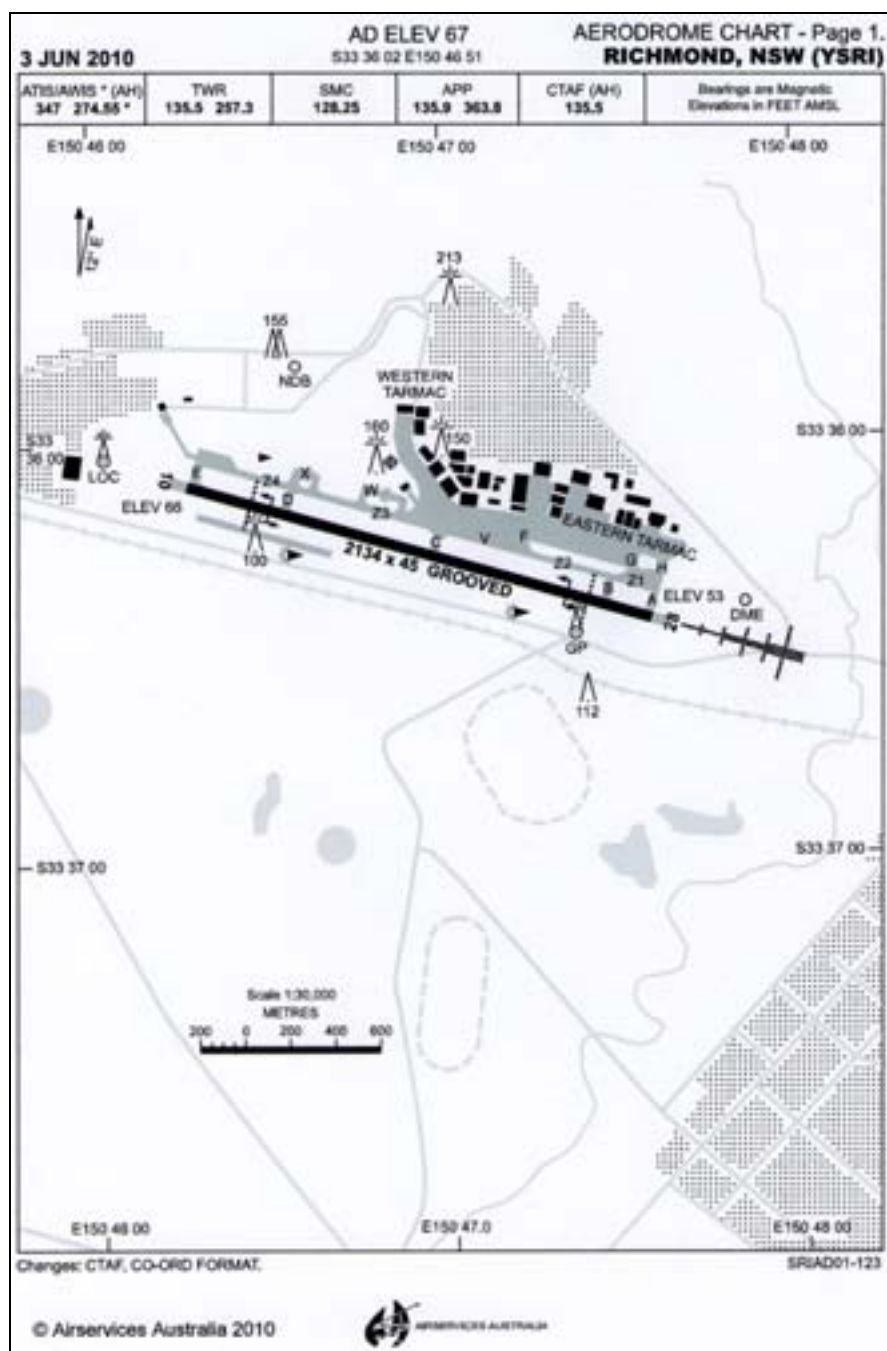 AD ELEV 67
AERODROME CHART - Page 1.
3 JUN 2010
S33 36 02 E150 46 51
RICHMOND, NSW (YSRI)
ATIS/AWIS * (AH)
347 274.55 *
TWR
135.5 257.3
SMC
128.25
APP
135.9 363.8
CTAF (AH)
135.5
Bearings are Magnetic
Elevations in FEET AMSL
E150 46 00
E150 47 00
E150 48 00
213
155
NDB
WESTERN
TARMAC
160
150
S33
36 00
S33 36 00
LOC
10
E
24
X
D
W
Z3
ELEV 66
100
2134 x 45 GROOVED
C
V
F
EASTERN TARMAC
G
H
Z2
Z1
B
A
ELEV 53
28
DME
GP
112
S33 37 00
S33 37 00
Scale 1:30,000
METRES
200 0 200 400 600
E150 46 00
E150 47.0
E150 48 00
Changes: CTAF, CO-ORD FORMAT.
SRIAD01-123
© Airservices Australia 2010
AIRSERVICES AUSTRALIA